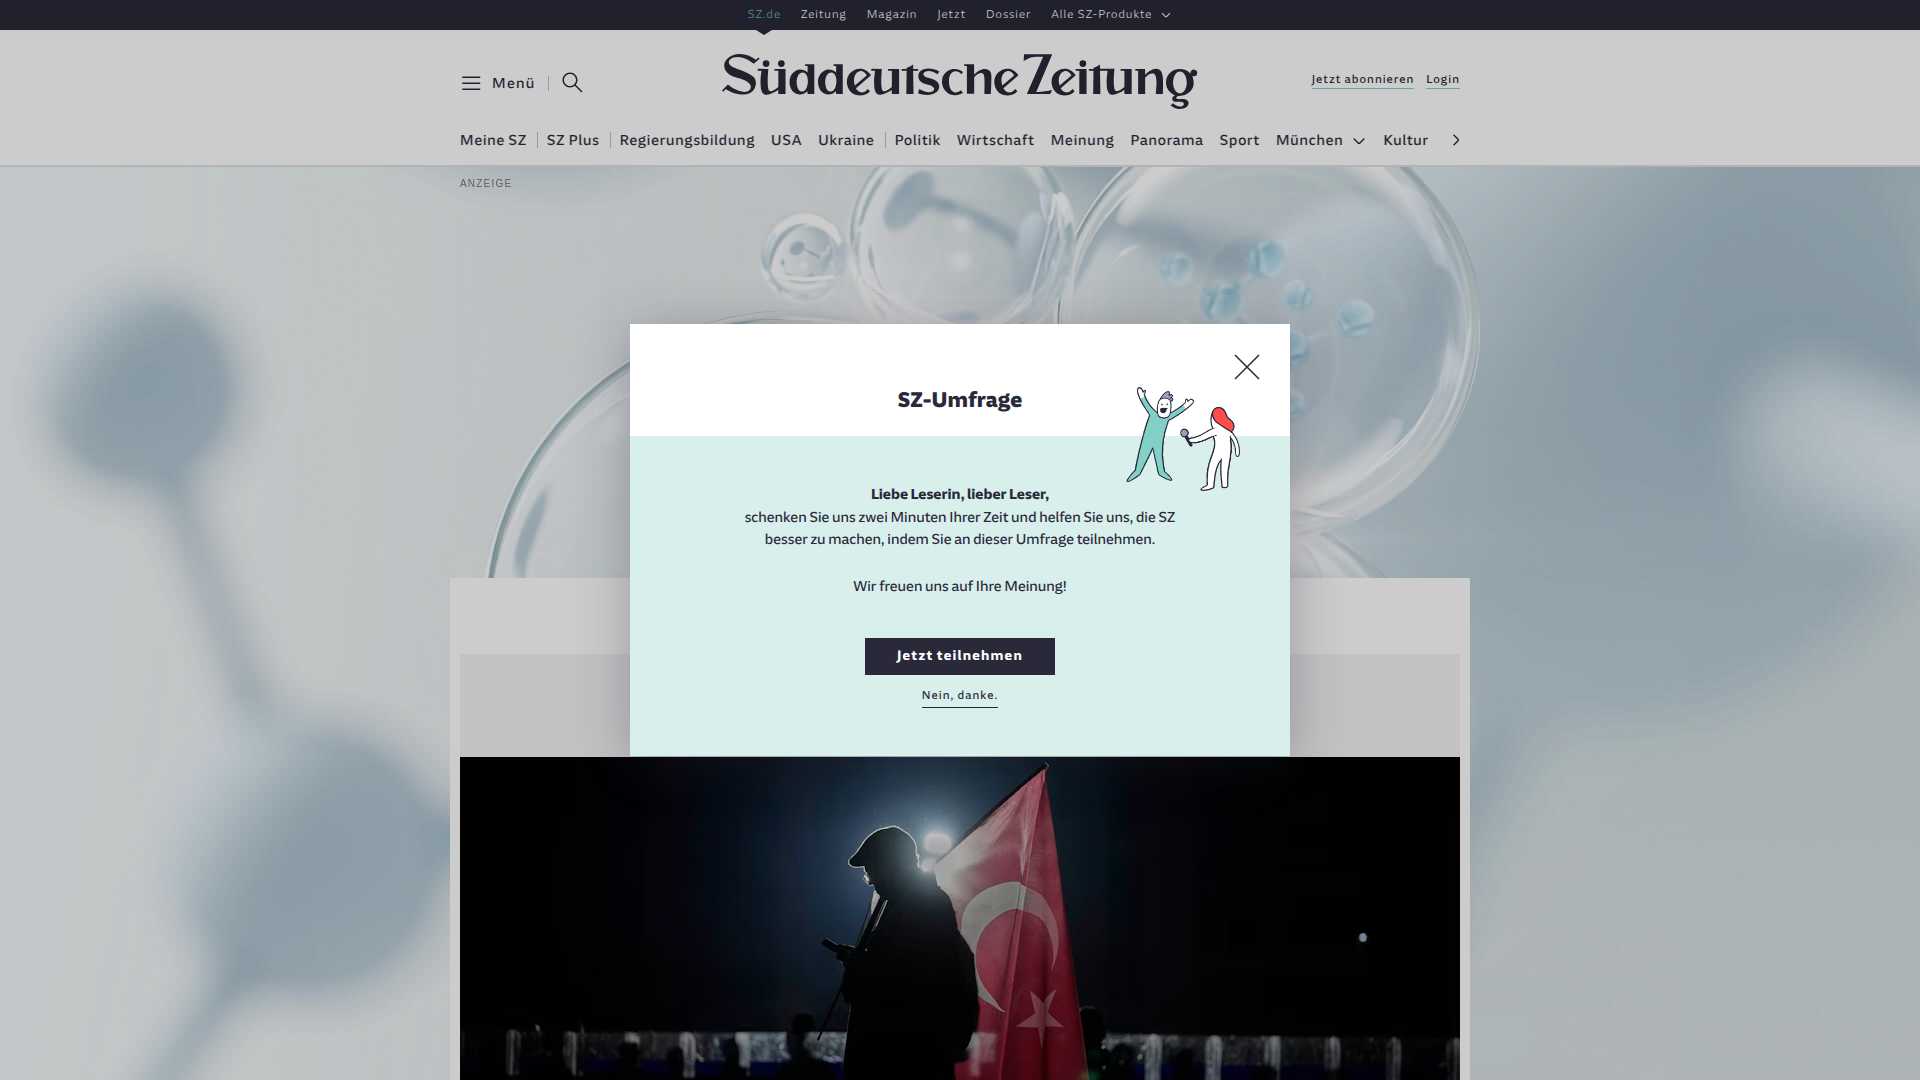 SZ.de Zeitung Magazin Jetzt Dossier Alle SZ-Produkte
Menü
Süddeutsche Zeitung
Jetzt abonnieren Login
Meine SZ SZ Plus Regierungsbildung USA Ukraine Politik Wirtschaft Meinung Panorama Sport München Kultur
ANZEIGE
SZ-Umfrage
Liebe Leserin, lieber Leser,
schenken Sie uns zwei Minuten Ihrer Zeit und helfen Sie uns, die SZ
besser zu machen, indem Sie an dieser Umfrage teilnehmen.
Wir freuen uns auf Ihre Meinung!
Jetzt teilnehmen
Nein, danke.